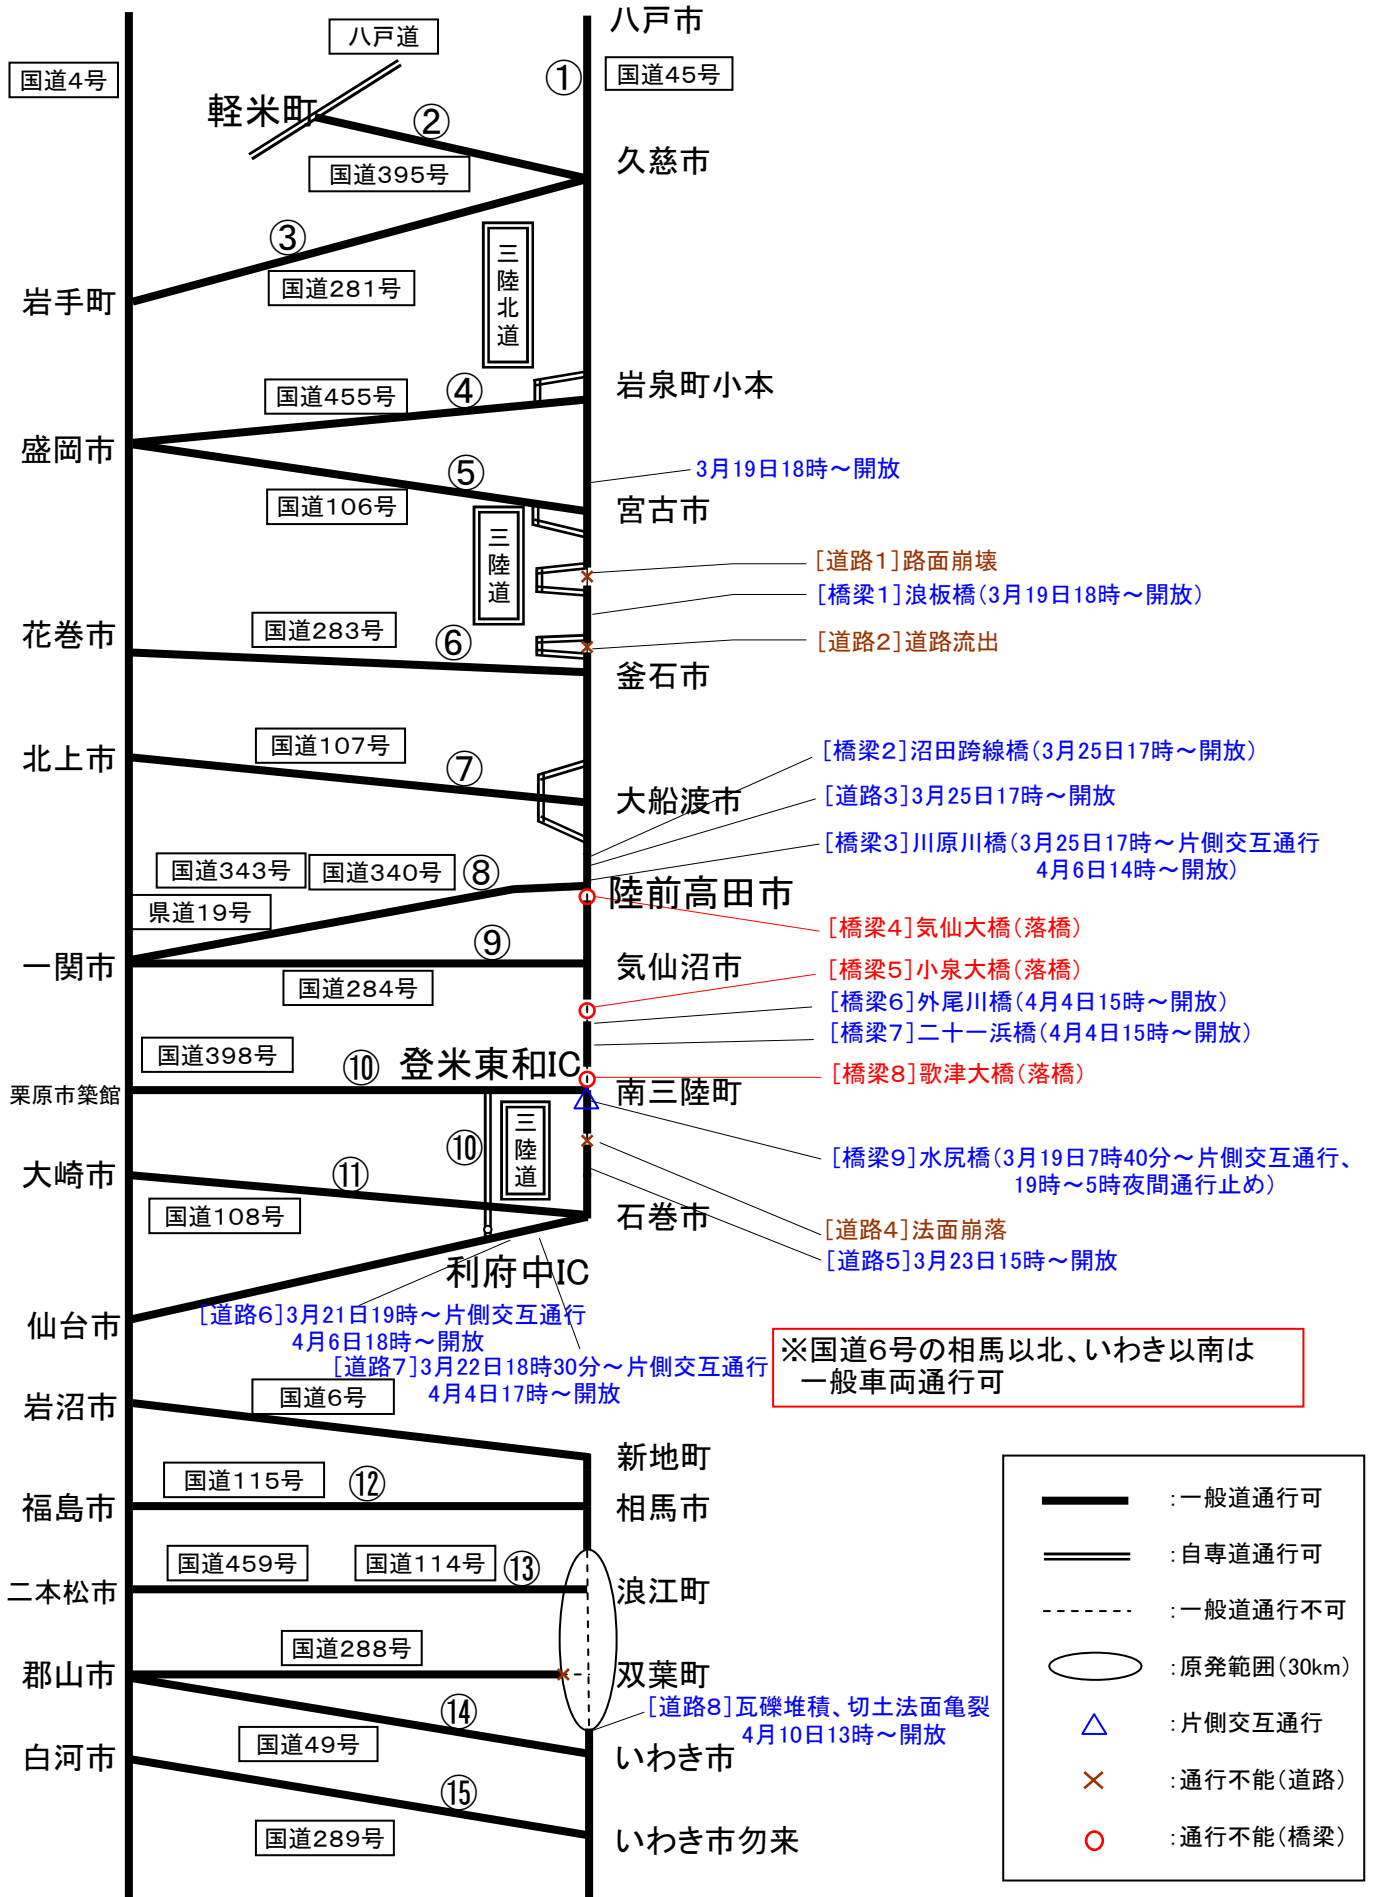 八戸市
八戸道
国道4号
①
国道45号
軽米町
②
久慈市
国道395号
③
三陸北道
国道281号
岩手町
岩泉町小本
国道455号
④
盛岡市
3月19日18時～開放
⑤
国道106号
宮古市
三陸道
[道路1]路面崩壊
[橋梁1]浪板橋(3月19日18時～開放)
国道283号
花巻市
⑥
[道路2]道路流出
釜石市
国道107号
北上市
[橋梁2]沼田跨線橋(3月25日17時～開放)
⑦
大船渡市
[道路3]3月25日17時～開放
[橋梁3]川原川橋(3月25日17時～片側交互通行
4月6日14時～開放)
国道343号
国道340号
⑧
陸前高田市
県道19号
[橋梁4]気仙大橋(落橋)
⑨
一関市
気仙沼市
[橋梁5]小泉大橋(落橋)
国道284号
[橋梁6]外尾川橋(4月4日15時～開放)
[橋梁7]二十一浜橋(4月4日15時～開放)
国道398号
⑩
登米東和IC
[橋梁8]歌津大橋(落橋)
栗原市築館
南三陸町
⑩
三陸道
[橋梁9]水尻橋(3月19日7時40分～片側交互通行、
19時～5時夜間通行止め)
大崎市
⑪
国道108号
石巻市
[道路4]法面崩落
[道路5]3月23日15時～開放
利府中IC
仙台市
[道路6]3月21日19時～片側交互通行
4月6日18時～開放
[道路7]3月22日18時30分～片側交互通行
4月4日17時～開放
※国道6号の相馬以北、いわき以南は
一般車両通行可
国道6号
岩沼市
新地町
国道115号
⑫
福島市
相馬市
国道459号
国道114号
⑬
二本松市
浪江町
国道288号
郡山市
双葉町
[道路8]瓦礫堆積、切土法面亀裂
4月10日13時～開放
⑭
国道49号
白河市
いわき市
⑮
国道289号
いわき市勿来
:一般道通行可
:自専道通行可
:一般道通行不可
:原発範囲(30km)
:片側交互通行
:通行不能(道路)
:通行不能(橋梁)